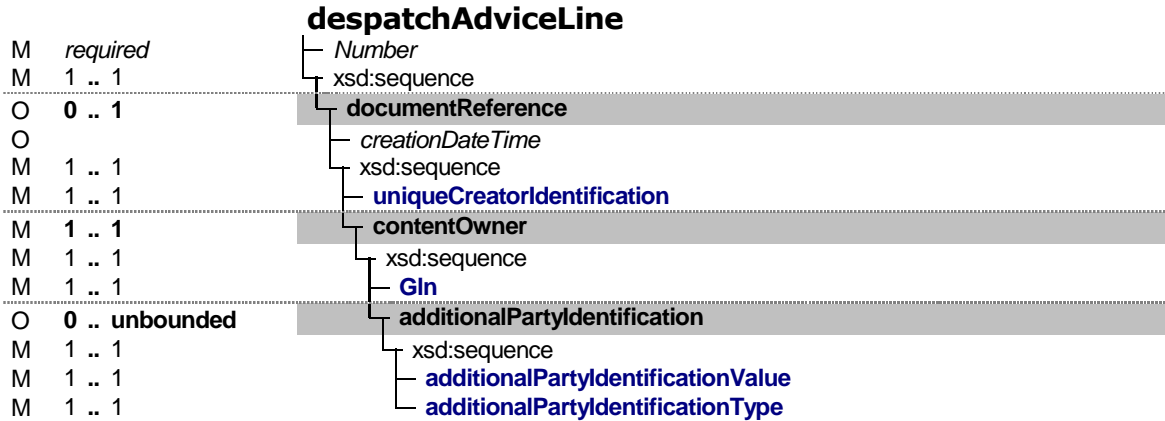 despatchAdviceLine
M required Number
M 1 .. 1 xsd:sequence
O 0 .. 1 documentReference
O creationDateTime
M 1 .. 1 xsd:sequence
M 1 .. 1 uniqueCreatorIdentification
M 1 .. 1 contentOwner
M 1 .. 1 xsd:sequence
M 1 .. 1 Gln
O 0 .. unbounded additionalPartyIdentification
M 1 .. 1 xsd:sequence
M 1 .. 1 additionalPartyIdentificationValue
M 1 .. 1 additionalPartyIdentificationType